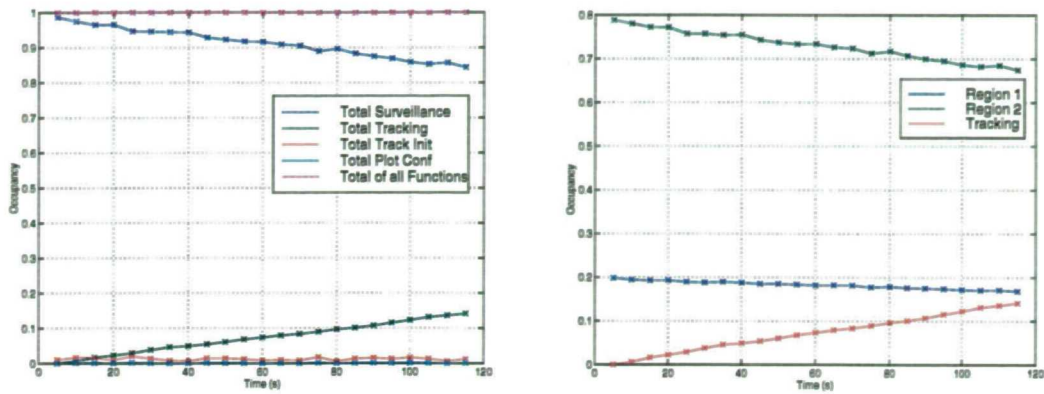 1
0.9
0.8
0.7
0.6
0.5
0.4
0.3
0.2
0.1
0
Occupancy
Total Surveillance
Total Tracking
Total Track Init
Total Plot Conf
Total of all Functions
0 20 40 60 80 100 120
Time (s)
0.8
0.7
0.6
0.5
0.4
0.3
0.2
0.1
0
Occupancy
Region 1
Region 2
Tracking
0 20 40 60 80 100 120
Time (s)